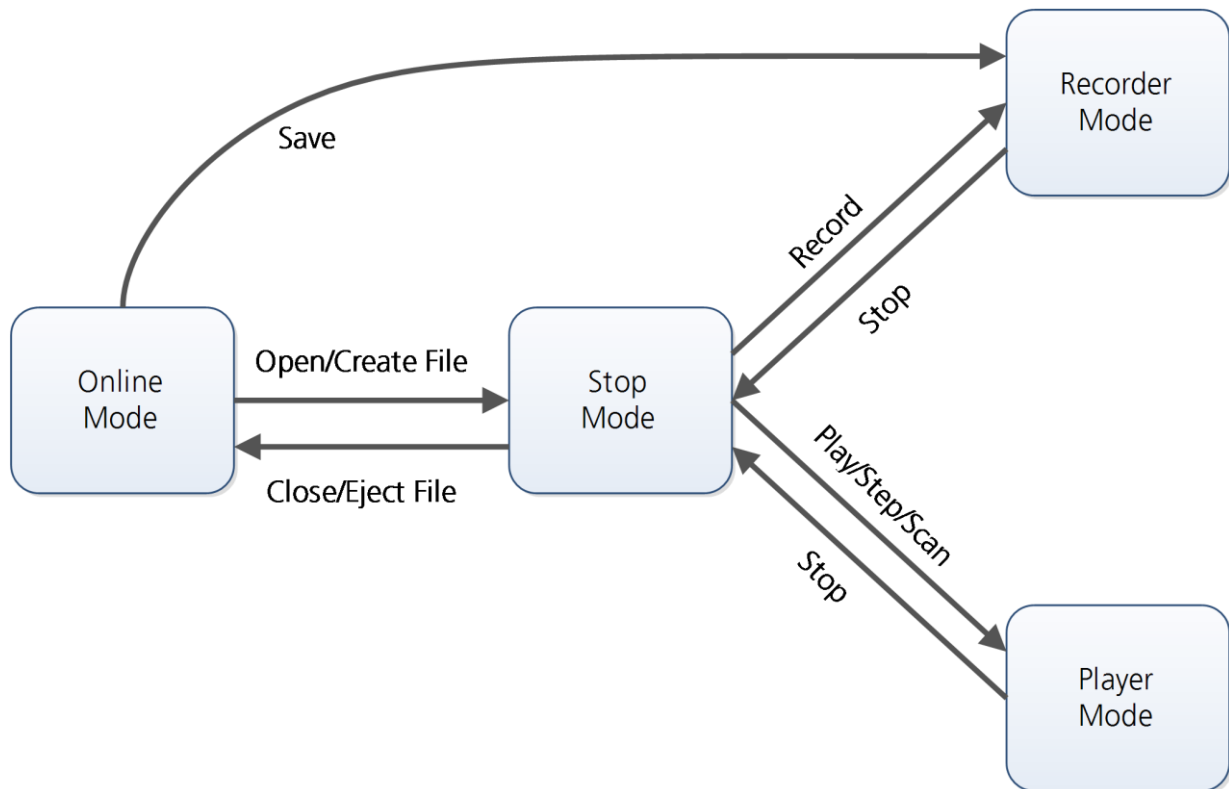 Recorder
Mode
Save
Record
Stop
Online
Mode
Open/Create File
Stop
Mode
Close/Eject File
Play/Step/Scan
Stop
Player
Mode